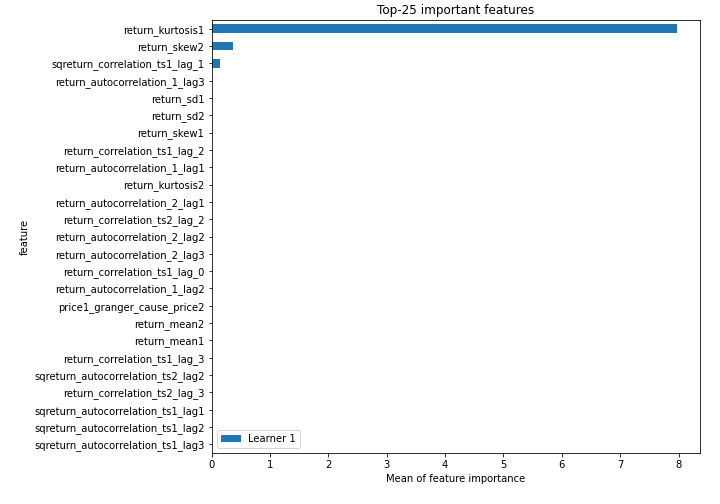 Top-25 important features
return_kurtosis1
return_skew2
sqreturn_correlation_ts1_lag_1
return_autocorrelation_1_lag3
return_sd1
return_sd2
return_skew1
return_correlation_ts1_lag_2
return_autocorrelation_1_lag1
return_kurtosis2
return_autocorrelation_2_lag1
return_correlation_ts2_lag_2
return_autocorrelation_2_lag2
return_autocorrelation_2_lag3
return_correlation_ts1_lag_0
return_autocorrelation_1_lag2
price1_granger_cause_price2
return_mean2
return_mean1
return_correlation_ts1_lag_3
sqreturn_autocorrelation_ts2_lag2
return_correlation_ts2_lag_3
sqreturn_autocorrelation_ts1_lag1
sqreturn_autocorrelation_ts1_lag2
sqreturn_autocorrelation_ts1_lag3
feature
Learner 1
0 1 2 3 4 5 6 7 8
Mean of feature importance